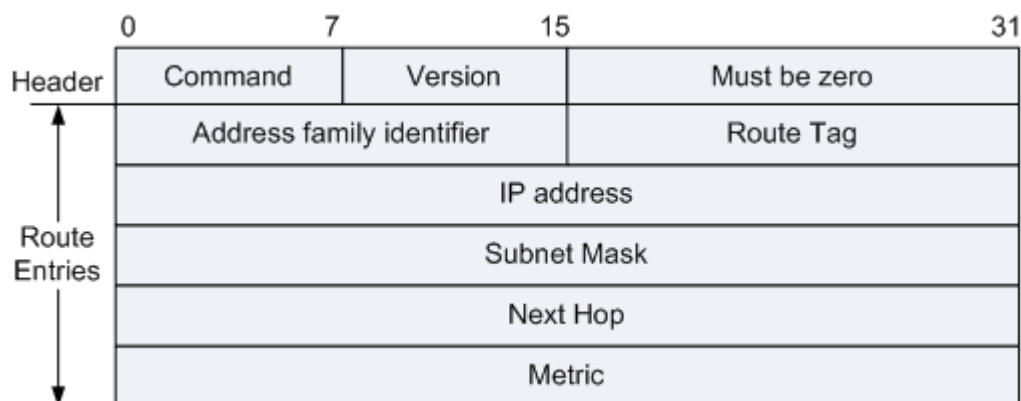 0 7 15 31
Header Command Version Must be zero
Address family identifier Route Tag
IP address
Subnet Mask
Route
Entries
Next Hop
Metric